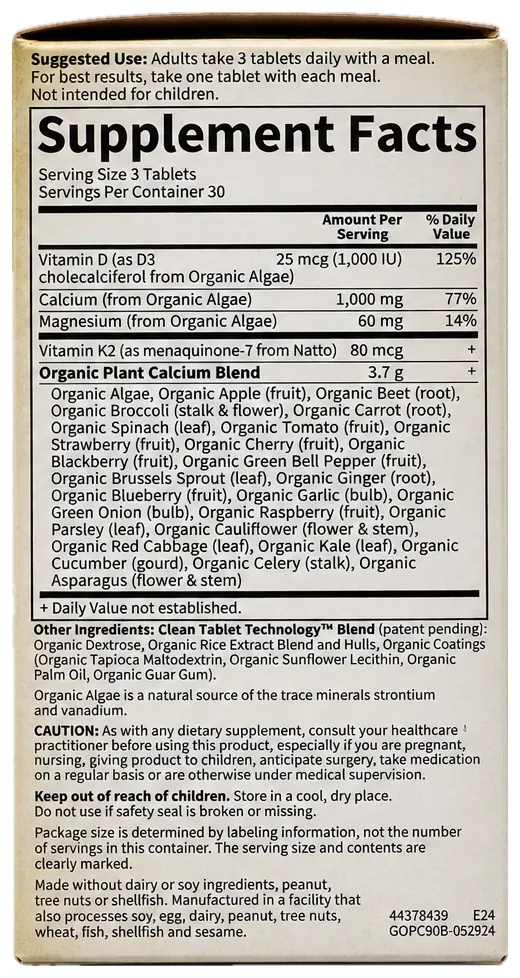 Suggested Use: Adults take 3 tablets daily with a meal.
For best results, take one tablet with each meal.
Not intended for children.
Supplement Facts
Serving Size 3 Tablets
Servings Per Container 30
Amount Per Serving % Daily Value
Vitamin D (as D3 25 mcg (1,000 IU) 125%
cholecalciferol from Organic Algae)
Calcium (from Organic Algae) 1,000 mg 77%
Magnesium (from Organic Algae) 60 mg 14%
Vitamin K2 (as menaquinone-7 from Natto) 80 mcg +
Organic Plant Calcium Blend 3.7 g +
Organic Algae, Organic Apple (fruit), Organic Beet (root),
Organic Broccoli (stalk & flower), Organic Carrot (root),
Organic Spinach (leaf), Organic Tomato (fruit), Organic
Strawberry (fruit), Organic Cherry (fruit), Organic
Blackberry (fruit), Organic Green Bell Pepper (fruit),
Organic Brussels Sprout (leaf), Organic Ginger (root),
Organic Blueberry (fruit), Organic Garlic (bulb), Organic
Green Onion (bulb), Organic Raspberry (fruit), Organic
Parsley (leaf), Organic Cauliflower (flower & stem),
Organic Red Cabbage (leaf), Organic Kale (leaf), Organic
Cucumber (gourd), Organic Celery (stalk), Organic
Asparagus (flower & stem)
+ Daily Value not established.
Other Ingredients: Clean Tablet Technology™ Blend (patent pending):
Organic Dextrose, Organic Rice Extract Blend and Hulls, Organic Coatings
(Organic Tapioca Maltodextrin, Organic Sunflower Lecithin, Organic
Palm Oil, Organic Guar Gum).
Organic Algae is a natural source of the trace minerals strontium
and vanadium.
CAUTION: As with any dietary supplement, consult your healthcare
practitioner before using this product, especially if you are pregnant,
nursing, giving product to children, anticipate surgery, take medication
on a regular basis or are otherwise under medical supervision.
Keep out of reach of children. Store in a cool, dry place.
Do not use if safety seal is broken or missing.
Package size is determined by labeling information, not the number
of servings in this container. The serving size and contents are
clearly marked.
Made without dairy or soy ingredients, peanut,
tree nuts or shellfish. Manufactured in a facility that
also processes soy, egg, dairy, peanut, tree nuts,
wheat, fish, shellfish and sesame.
44378439 E24
GOPC90B-052924